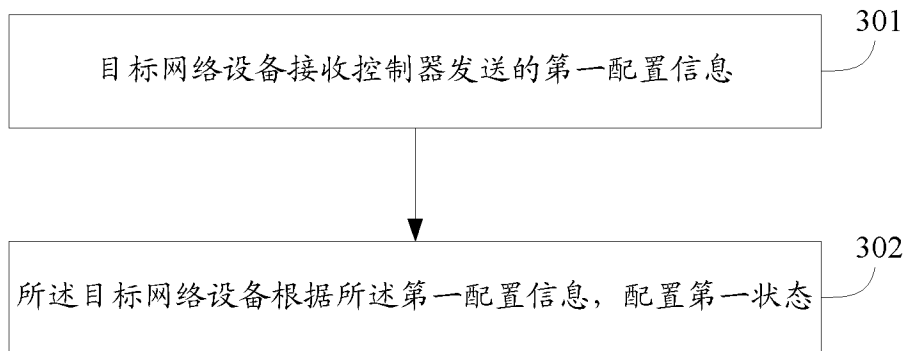 301
目标网络设备接收控制器发送的第一配置信息
302
所述目标网络设备根据所述第一配置信息，配置第一状态